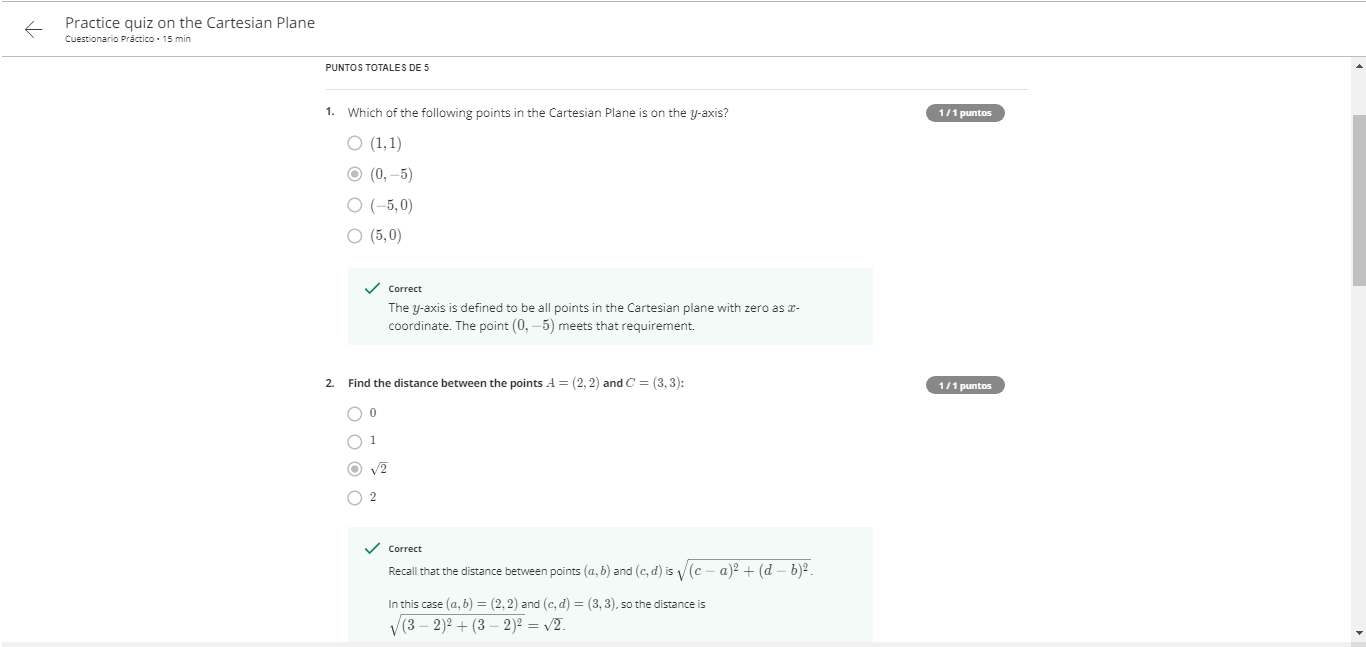 Practice quiz on the Cartesian Plane
Cuestionario Práctico • 15 min
PUNTOS TOTALES DE 5
1. Which of the following points in the Cartesian Plane is on the y-axis?
1 / 1 puntos
(1, 1)
(0, −5)
(−5, 0)
(5, 0)
Correct
The y-axis is defined to be all points in the Cartesian plane with zero as x-
coordinate. The point (0, −5) meets that requirement.
2. Find the distance between the points A = (2, 2) and C = (3, 3):
1 / 1 puntos
0
1
√2
2
Correct
Recall that the distance between points (a, b) and (c, d) is √(c − a)² + (d − b)².
In this case (a, b) = (2, 2) and (c, d) = (3, 3), so the distance is
√(3 − 2)² + (3 − 2)² = √2.